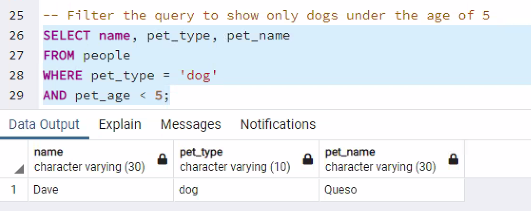 25 -- Filter the query to show only dogs under the age of 5
26 SELECT name, pet_type, pet_name
27 FROM people
28 WHERE pet_type = 'dog'
29 AND pet_age < 5;
Data Output Explain Messages Notifications
name pet_type pet_name
character varying (30) character varying (10) character varying (30)
1 Dave dog Queso